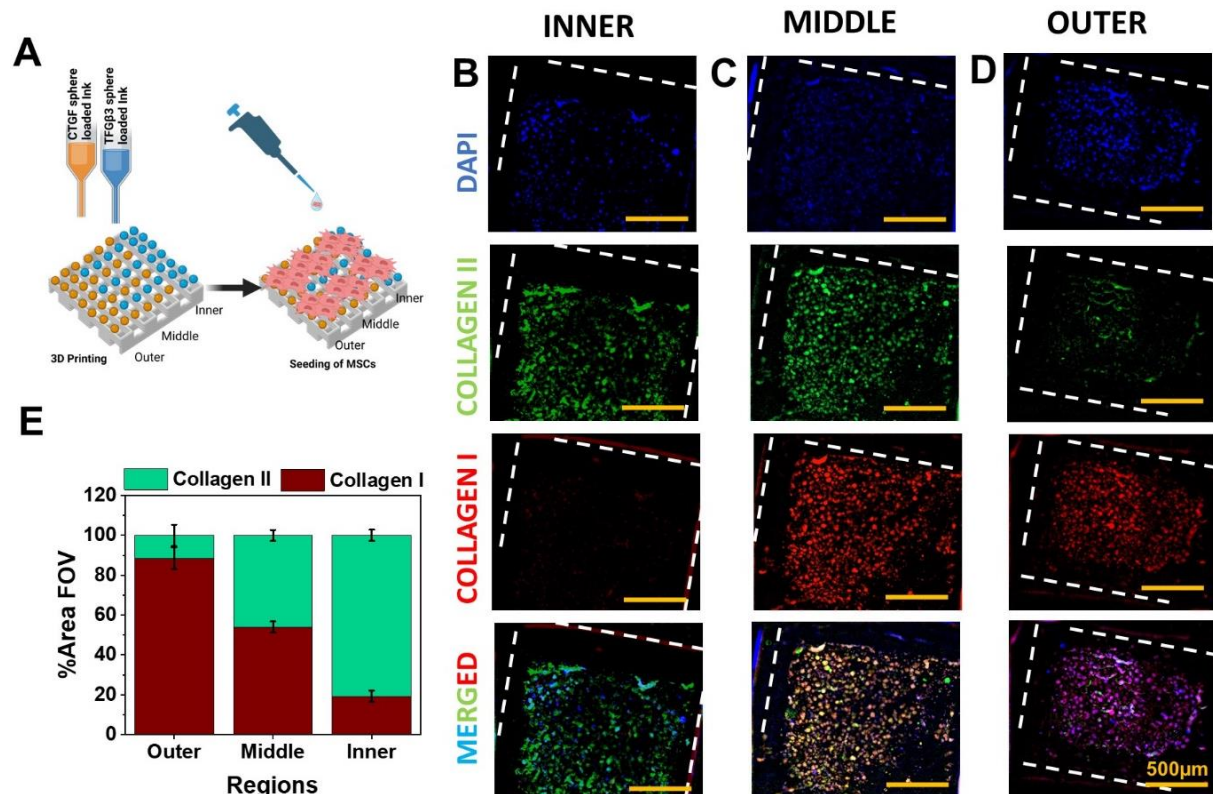 A
CTGF sphere
loaded Ink
TFGβ3 sphere
loaded Ink
Inner
Middle
Outer
3D Printing
Inner
Middle
Outer
Seeding of MSCs
INNER
MIDDLE
OUTER
B
C
D
DAPI
COLLAGEN II
COLLAGEN I
MERGED
500µm
E
Collagen II
Collagen I
%Area FOV
120
100
80
60
40
20
0
Outer
Middle
Inner
Regions